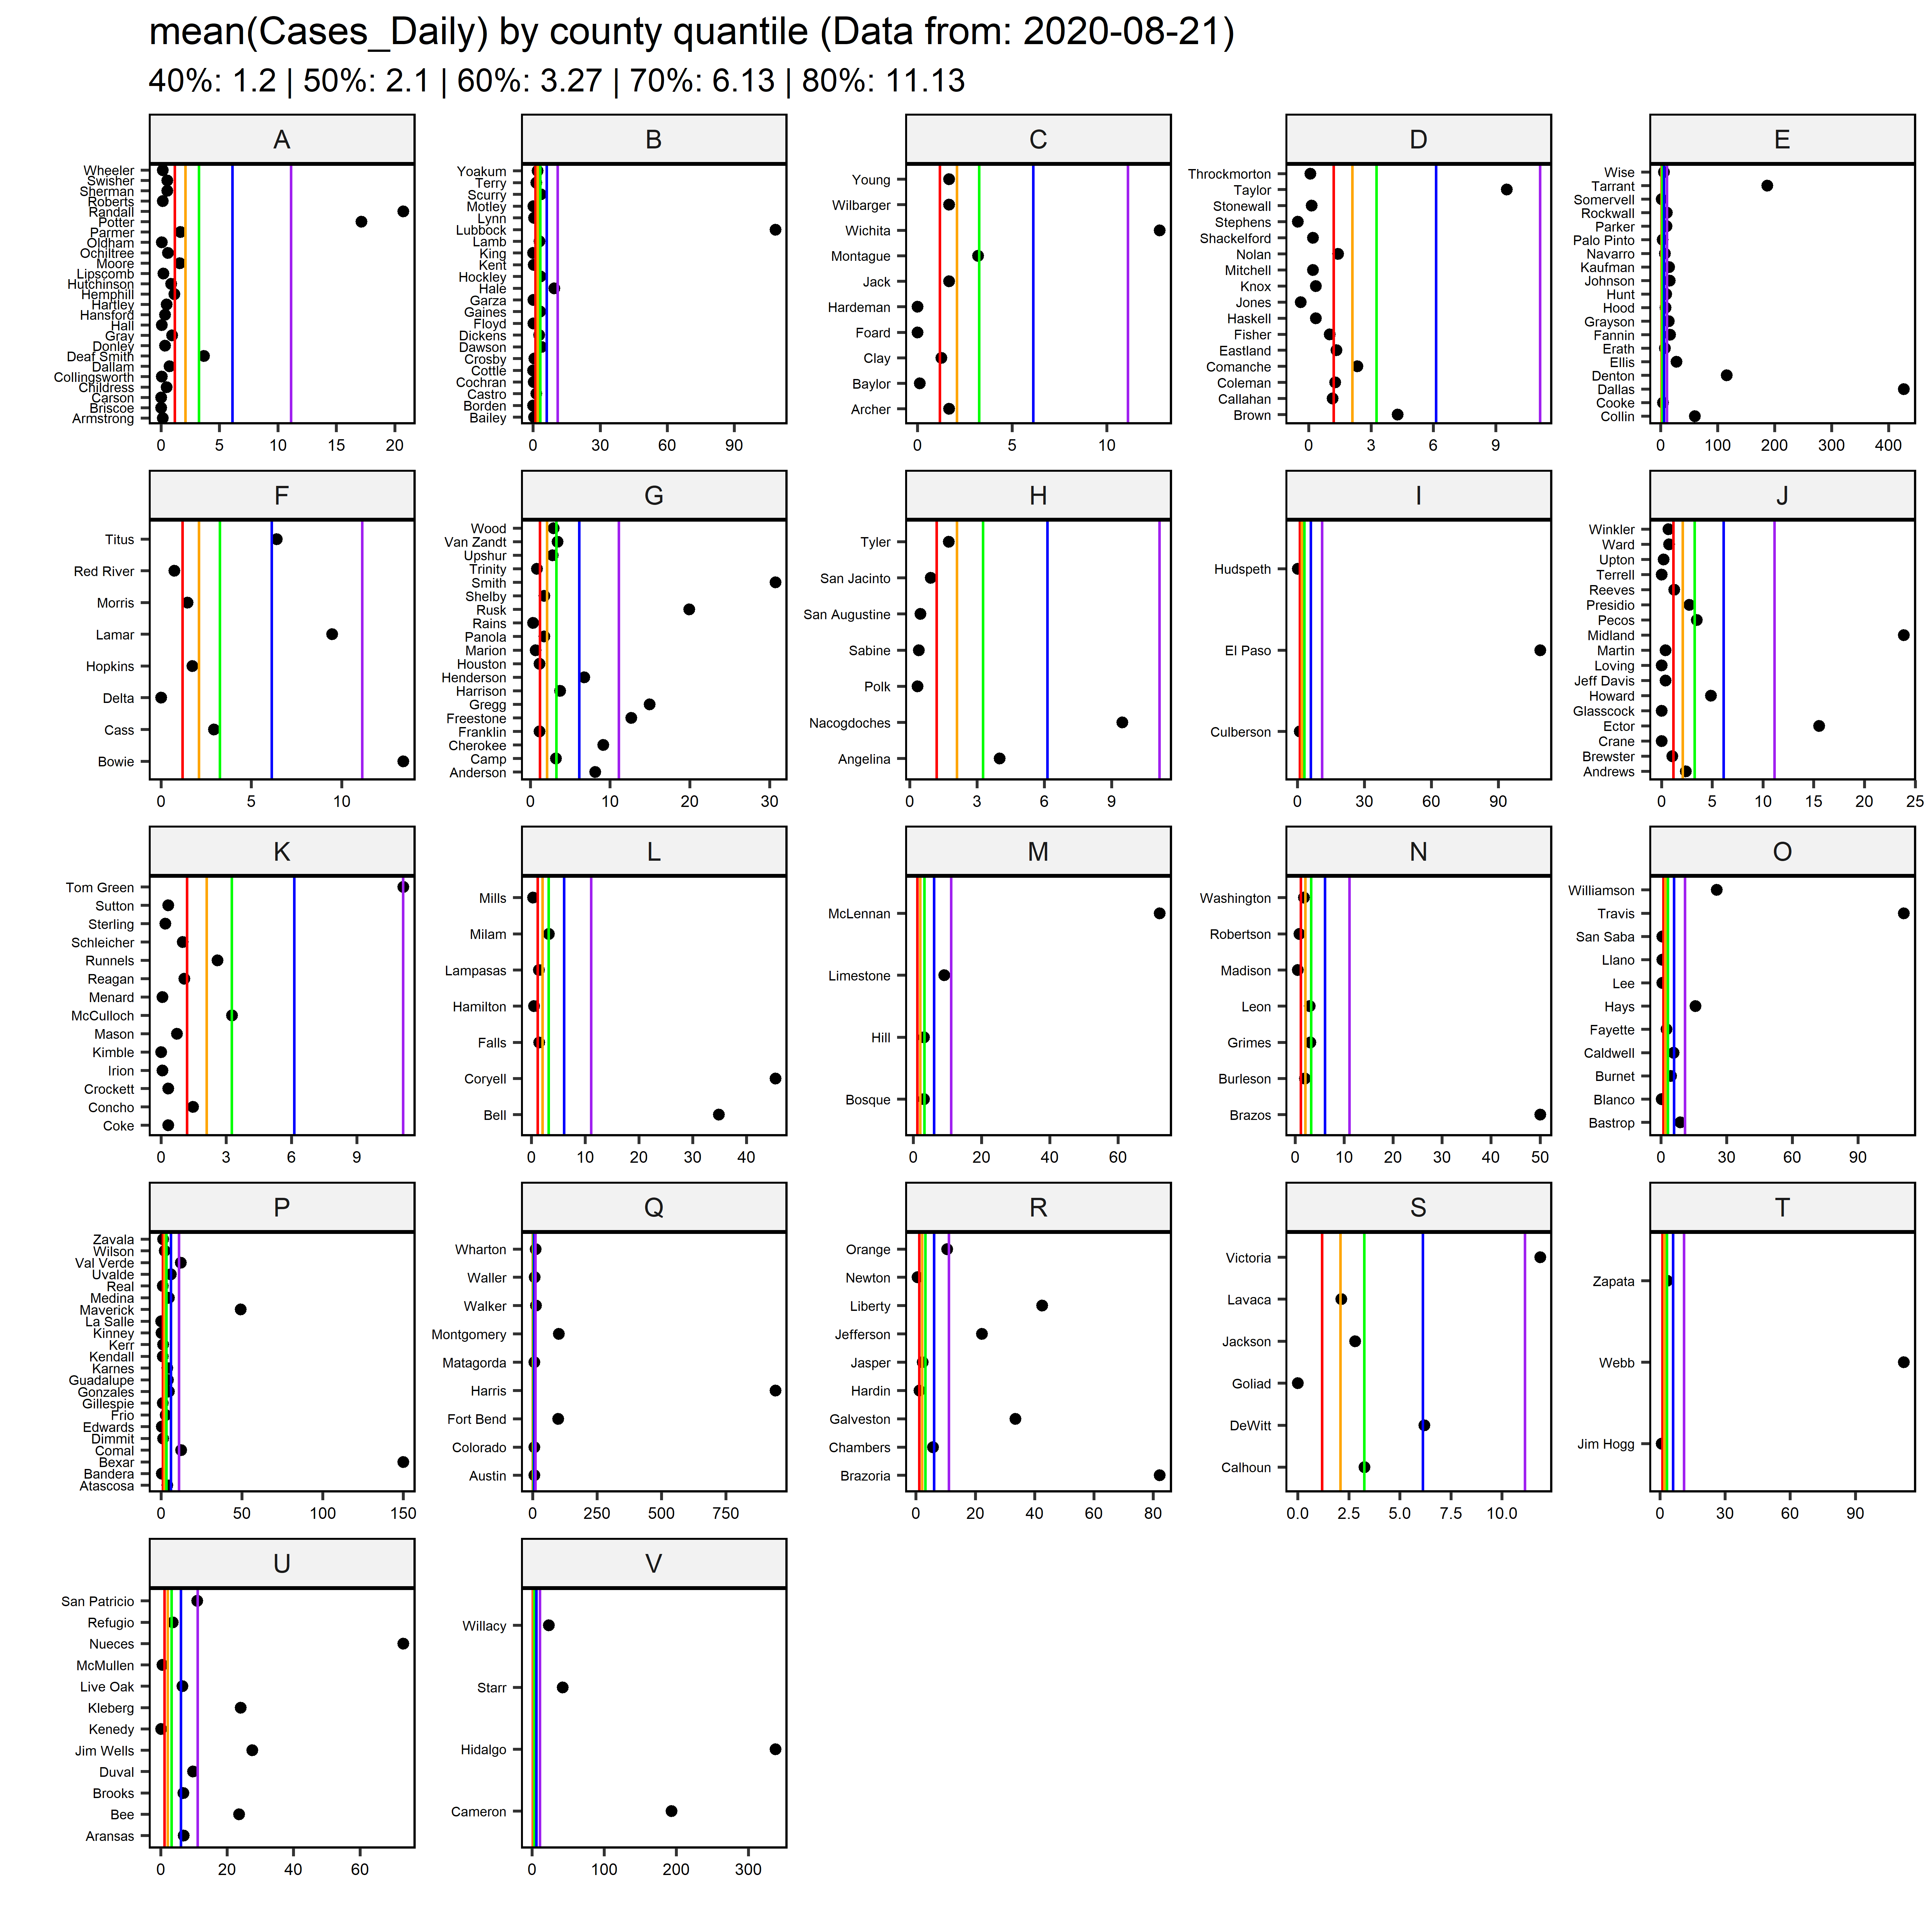 mean(Cases_Daily) by county quantile (Data from: 2020-08-21)
40%: 1.2 | 50%: 2.1 | 60%: 3.27 | 70%: 6.13 | 80%: 11.13
A
Wheeler
Swisher
Sherman
Roberts
Randall
Potter
Parmer
Oldham
Ochiltree
Moore
Lipscomb
Hutchinson
Hemphill
Hartley
Hansford
Hall
Gray
Donley
Deaf Smith
Dallam
Collingsworth
Childress
Carson
Briscoe
Armstrong
0 5 10 15 20
B
Yoakum
Terry
Scurry
Motley
Lynn
Lubbock
Lamb
King
Kent
Hockley
Hale
Garza
Gaines
Floyd
Dickens
Dawson
Crosby
Cottle
Cochran
Castro
Borden
Bailey
0 30 60 90
C
Young
Wilbarger
Wichita
Montague
Jack
Hardeman
Foard
Clay
Baylor
Archer
0 5 10
D
Throckmorton
Taylor
Stonewall
Stephens
Shackelford
Nolan
Mitchell
Knox
Jones
Haskell
Fisher
Eastland
Comanche
Coleman
Callahan
Brown
0 3 6 9
E
Wise
Tarrant
Somervell
Rockwall
Parker
Palo Pinto
Navarro
Kaufman
Johnson
Hunt
Hood
Grayson
Fannin
Erath
Ellis
Denton
Dallas
Cooke
Collin
0 100 200 300 400
F
Titus
Red River
Morris
Lamar
Hopkins
Delta
Cass
Bowie
0 5 10
G
Wood
Van Zandt
Upshur
Trinity
Smith
Shelby
Rusk
Rains
Panola
Marion
Houston
Henderson
Harrison
Gregg
Freestone
Franklin
Cherokee
Camp
Anderson
0 10 20 30
H
Tyler
San Jacinto
San Augustine
Sabine
Polk
Nacogdoches
Angelina
0 3 6 9
I
Hudspeth
El Paso
Culberson
0 30 60 90
J
Winkler
Ward
Upton
Terrell
Reeves
Presidio
Pecos
Midland
Martin
Loving
Jeff Davis
Howard
Glasscock
Ector
Crane
Brewster
Andrews
0 5 10 15 20 25
K
Tom Green
Sutton
Sterling
Schleicher
Runnels
Reagan
Menard
McCulloch
Mason
Kimble
Irion
Crockett
Concho
Coke
0 3 6 9
L
Mills
Milam
Lampasas
Hamilton
Falls
Coryell
Bell
0 10 20 30 40
M
McLennan
Limestone
Hill
Bosque
0 20 40 60
N
Washington
Robertson
Madison
Leon
Grimes
Burleson
Brazos
0 10 20 30 40 50
O
Williamson
Travis
San Saba
Llano
Lee
Hays
Fayette
Caldwell
Burnet
Blanco
Bastrop
0 30 60 90
P
Zavala
Wilson
Val Verde
Uvalde
Real
Medina
Maverick
La Salle
Kinney
Kerr
Kendall
Karnes
Guadalupe
Gonzales
Gillespie
Frio
Edwards
Dimmit
Comal
Bexar
Bandera
Atascosa
0 50 100 150
Q
Wharton
Waller
Walker
Montgomery
Matagorda
Harris
Fort Bend
Colorado
Austin
0 250 500 750
R
Orange
Newton
Liberty
Jefferson
Jasper
Hardin
Galveston
Chambers
Brazoria
0 20 40 60 80
S
Victoria
Lavaca
Jackson
Goliad
DeWitt
Calhoun
0.0 2.5 5.0 7.5 10.0
T
Zapata
Webb
Jim Hogg
0 30 60 90
U
San Patricio
Refugio
Nueces
McMullen
Live Oak
Kleberg
Kenedy
Jim Wells
Duval
Brooks
Bee
Aransas
0 20 40 60
V
Willacy
Starr
Hidalgo
Cameron
0 100 200 300